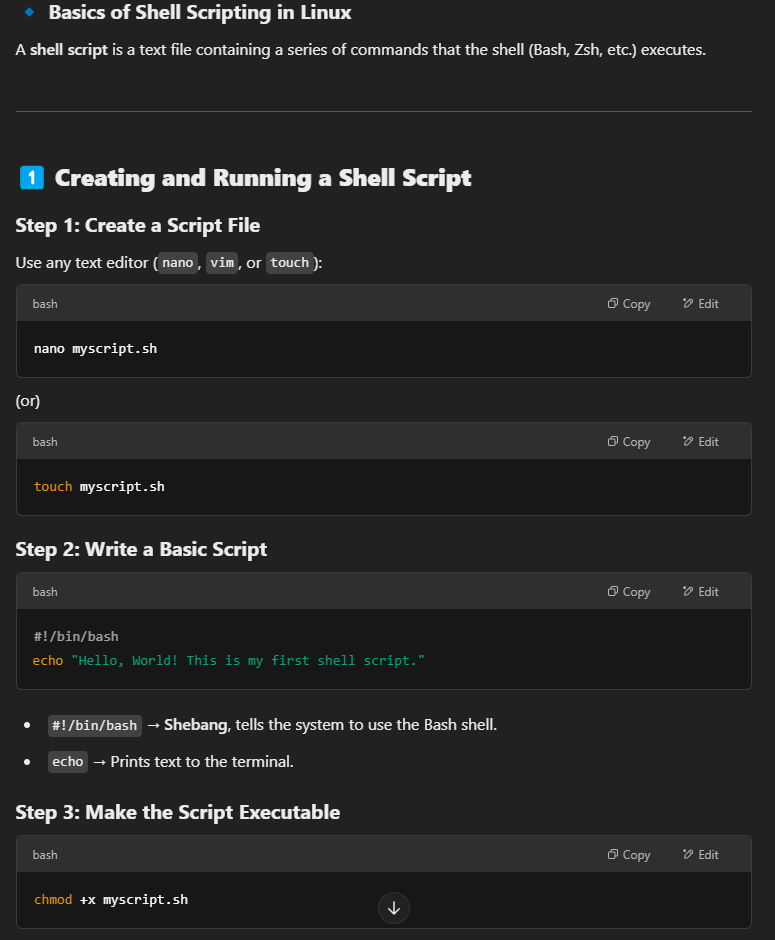 🔹 Basics of Shell Scripting in Linux
A shell script is a text file containing a series of commands that the shell (Bash, Zsh, etc.) executes.
1️⃣ Creating and Running a Shell Script
Step 1: Create a Script File
Use any text editor (nano, vim, or touch):
bash Copy Edit
nano myscript.sh
(or)
bash Copy Edit
touch myscript.sh
Step 2: Write a Basic Script
bash Copy Edit
#!/bin/bash
echo "Hello, World! This is my first shell script."
• #!/bin/bash → Shebang, tells the system to use the Bash shell.
• echo → Prints text to the terminal.
Step 3: Make the Script Executable
bash Copy Edit
chmod +x myscript.sh